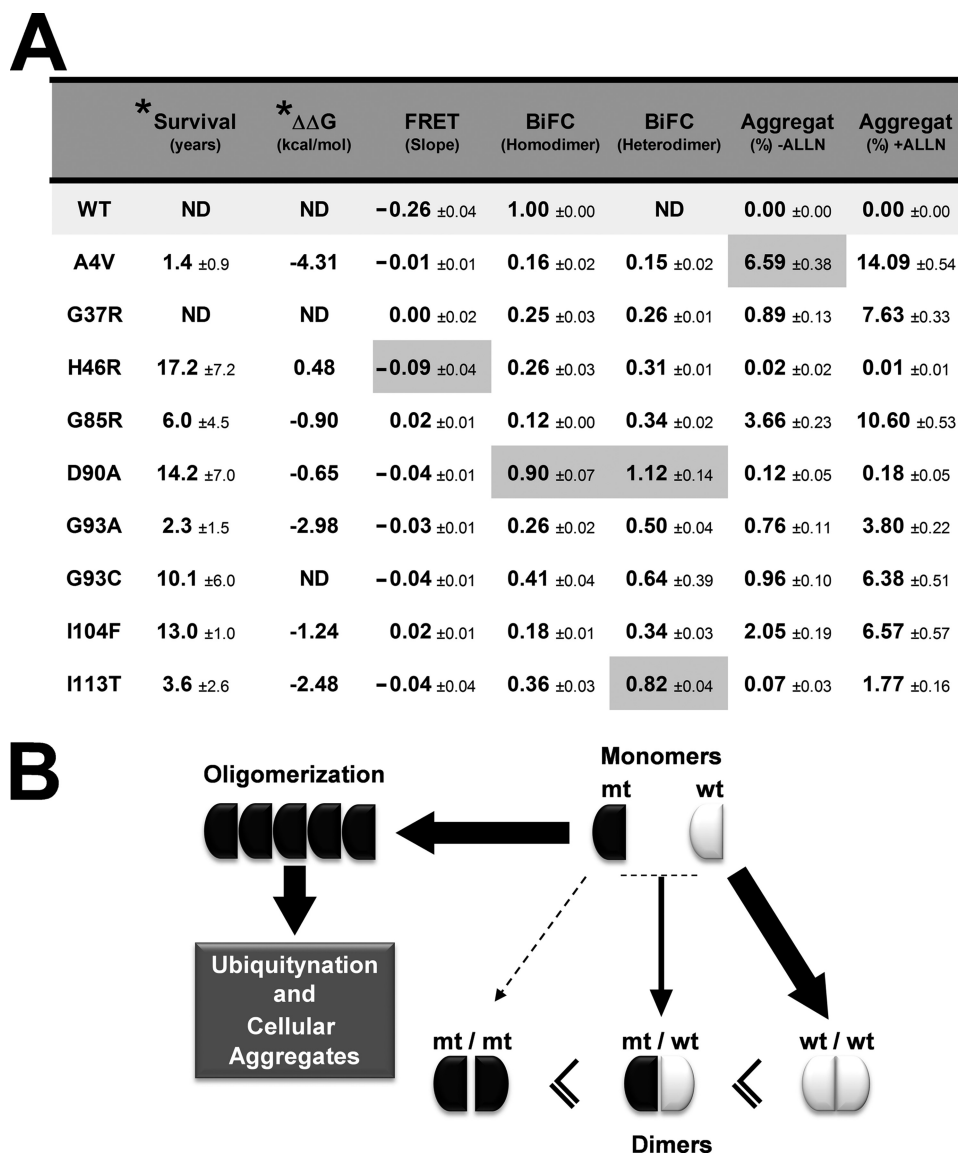 A
*Survival *ΔΔG FRET BiFC BiFC Aggregat Aggregat
(years) (kcal/mol) (Slope) (Homodimer) (Heterodimer) (%) -ALLN (%) +ALLN
WT ND ND −0.26 ±0.04 1.00 ±0.00 ND 0.00 ±0.00 0.00 ±0.00
A4V 1.4 ±0.9 -4.31 −0.01 ±0.01 0.16 ±0.02 0.15 ±0.02 6.59 ±0.38 14.09 ±0.54
G37R ND ND 0.00 ±0.02 0.25 ±0.03 0.26 ±0.01 0.89 ±0.13 7.63 ±0.33
H46R 17.2 ±7.2 0.48 −0.09 ±0.04 0.26 ±0.03 0.31 ±0.01 0.02 ±0.02 0.01 ±0.01
G85R 6.0 ±4.5 -0.90 0.02 ±0.01 0.12 ±0.00 0.34 ±0.02 3.66 ±0.23 10.60 ±0.53
D90A 14.2 ±7.0 -0.65 −0.04 ±0.01 0.90 ±0.07 1.12 ±0.14 0.12 ±0.05 0.18 ±0.05
G93A 2.3 ±1.5 -2.98 −0.03 ±0.01 0.26 ±0.02 0.50 ±0.04 0.76 ±0.11 3.80 ±0.22
G93C 10.1 ±6.0 ND −0.04 ±0.01 0.41 ±0.04 0.64 ±0.39 0.96 ±0.10 6.38 ±0.51
I104F 13.0 ±1.0 -1.24 0.02 ±0.01 0.18 ±0.01 0.34 ±0.03 2.05 ±0.19 6.57 ±0.57
I113T 3.6 ±2.6 -2.48 −0.04 ±0.04 0.36 ±0.03 0.82 ±0.04 0.07 ±0.03 1.77 ±0.16
B
Oligomerization
Monomers
mt wt
Ubiquitynation
and
Cellular
Aggregates
mt / mt mt / wt wt / wt
Dimers